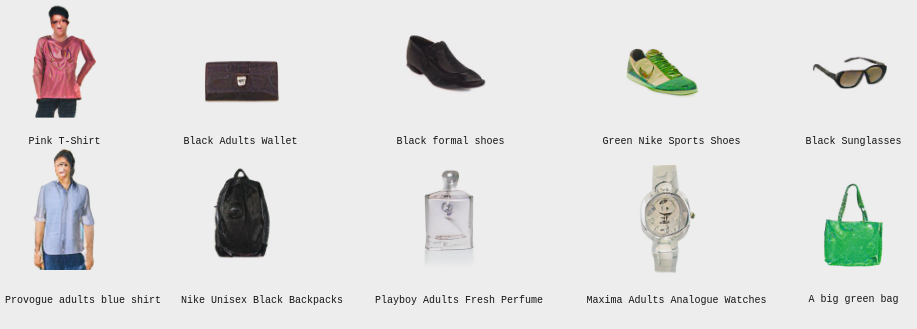 Pink T-Shirt
Black Adults Wallet
Black formal shoes
Green Nike Sports Shoes
Black Sunglasses
Provogue adults blue shirt
Nike Unisex Black Backpacks
Playboy Adults Fresh Perfume
Maxima Adults Analogue Watches
A big green bag